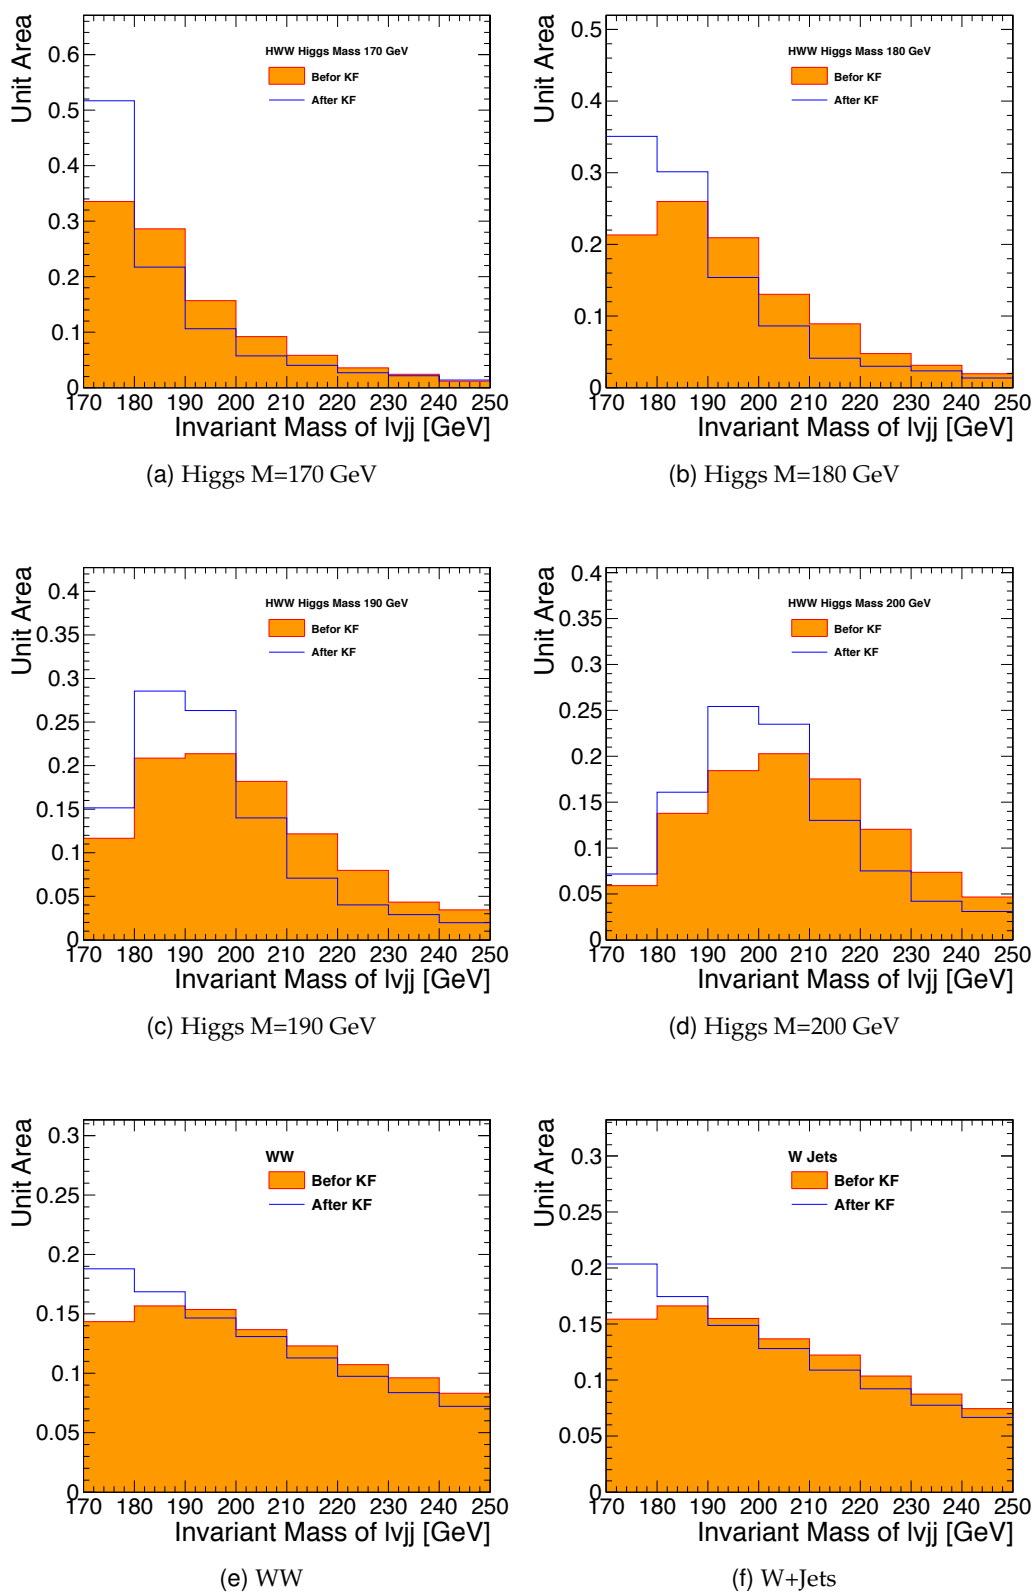 Unit Area
HWW Higgs Mass 170 GeV
Befor KF
After KF
0.6
0.5
0.4
0.3
0.2
0.1
0
170 180 190 200 210 220 230 240 250
Invariant Mass of lvjj [GeV]
(a) Higgs M=170 GeV
Unit Area
HWW Higgs Mass 180 GeV
Befor KF
After KF
0.5
0.4
0.3
0.2
0.1
0
170 180 190 200 210 220 230 240 250
Invariant Mass of lvjj [GeV]
(b) Higgs M=180 GeV
Unit Area
HWW Higgs Mass 190 GeV
Befor KF
After KF
0.4
0.35
0.3
0.25
0.2
0.15
0.1
0.05
0
170 180 190 200 210 220 230 240 250
Invariant Mass of lvjj [GeV]
(c) Higgs M=190 GeV
Unit Area
HWW Higgs Mass 200 GeV
Befor KF
After KF
0.4
0.35
0.3
0.25
0.2
0.15
0.1
0.05
0
170 180 190 200 210 220 230 240 250
Invariant Mass of lvjj [GeV]
(d) Higgs M=200 GeV
Unit Area
WW
Befor KF
After KF
0.3
0.25
0.2
0.15
0.1
0.05
0
170 180 190 200 210 220 230 240 250
Invariant Mass of lvjj [GeV]
(e) WW
Unit Area
W Jets
Befor KF
After KF
0.3
0.25
0.2
0.15
0.1
0.05
0
170 180 190 200 210 220 230 240 250
Invariant Mass of lvjj [GeV]
(f) W+Jets